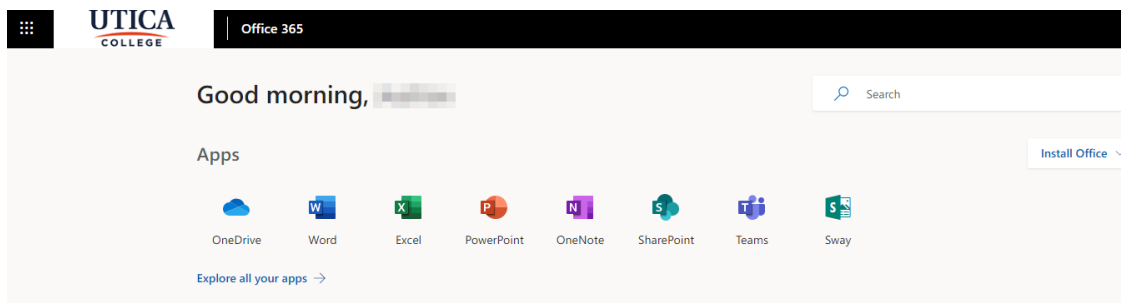 UTICA
COLLEGE
Office 365
Good morning,
Search
Apps
Install Office
OneDrive Word Excel PowerPoint OneNote SharePoint Teams Sway
Explore all your apps →